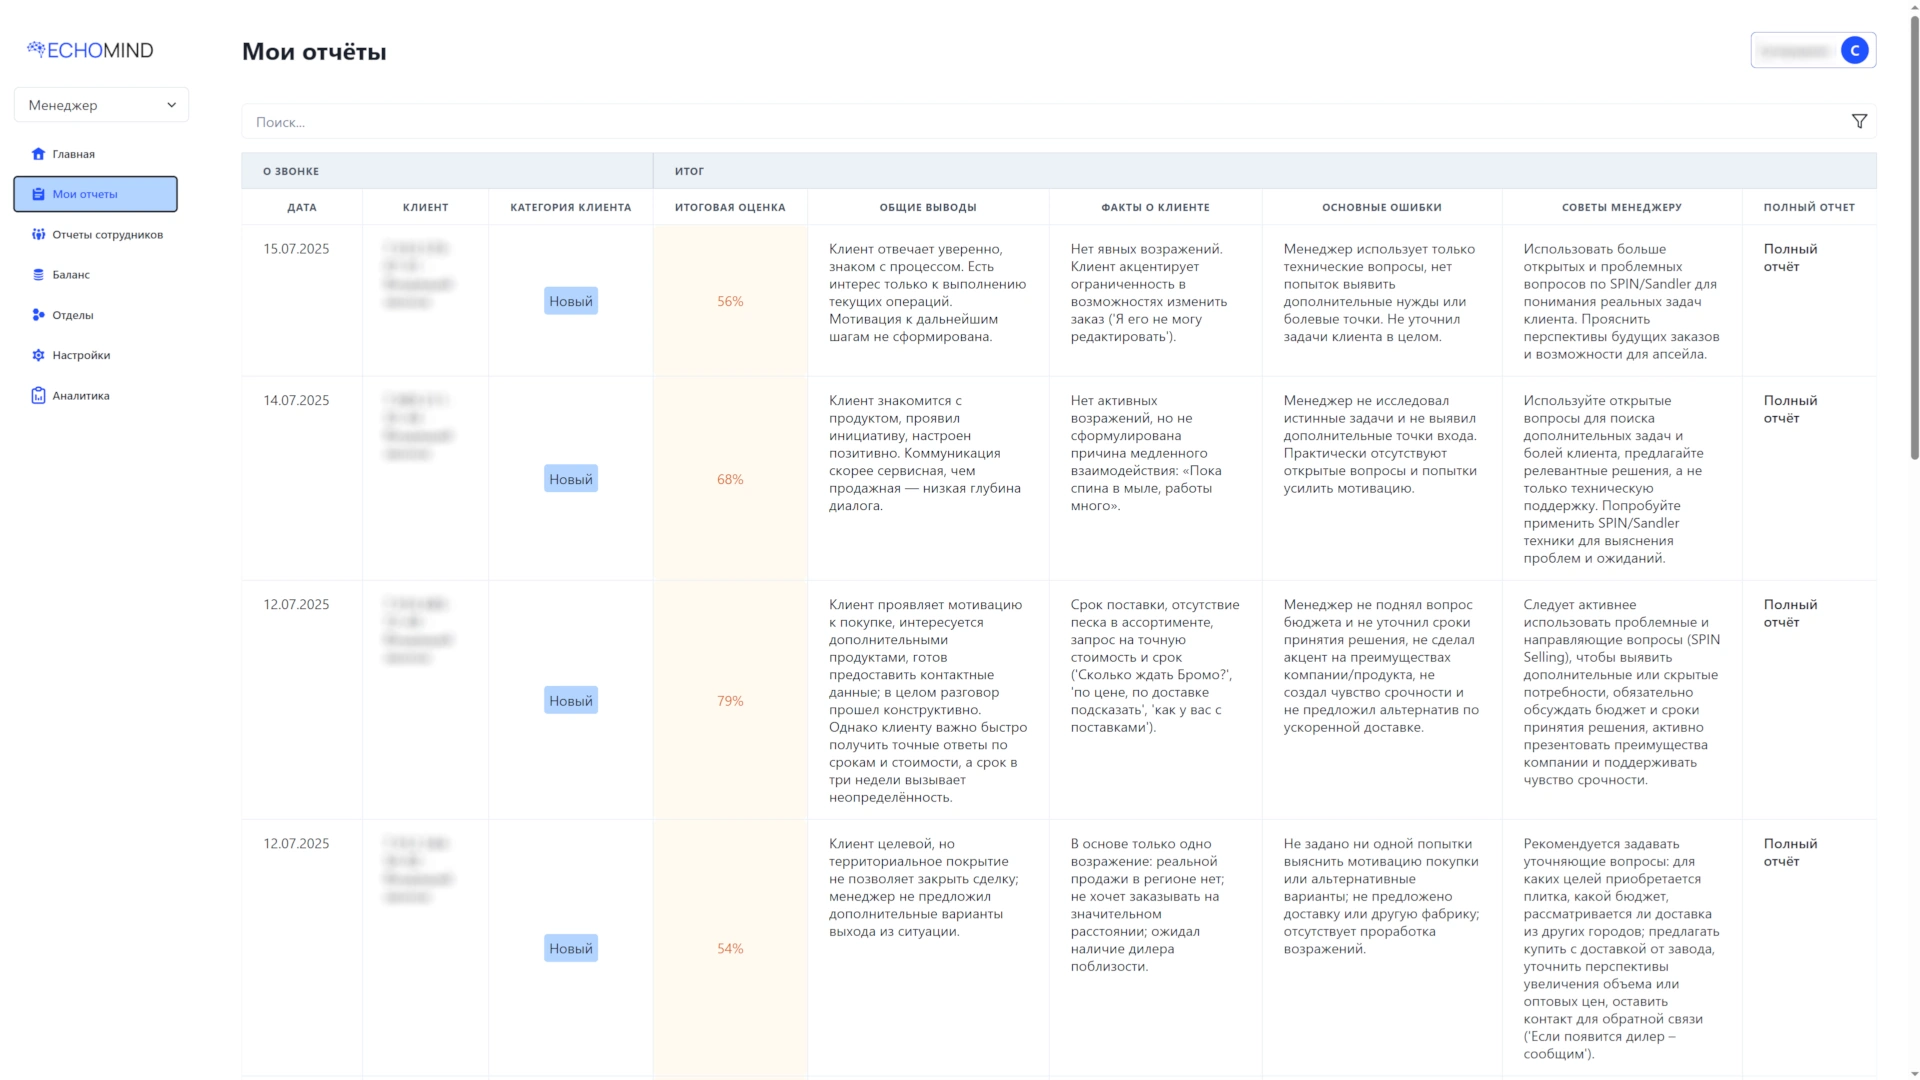 ECHOMIND
Мои отчёты
C
Менеджер
Поиск...
Главная
Мои отчеты
Отчеты сотрудников
Баланс
Отделы
Настройки
Аналитика
О ЗВОНКЕ
ИТОГ
ДАТА
КЛИЕНТ
КАТЕГОРИЯ КЛИЕНТА
ИТОГОВАЯ ОЦЕНКА
ОБЩИЕ ВЫВОДЫ
ФАКТЫ О КЛИЕНТЕ
ОСНОВНЫЕ ОШИБКИ
СОВЕТЫ МЕНЕДЖЕРУ
ПОЛНЫЙ ОТЧЕТ
15.07.2025
Новый
56%
Клиент отвечает уверенно,
знаком с процессом. Есть
интерес только к выполнению
текущих операций.
Мотивация к дальнейшим
шагам не сформирована.
Нет явных возражений.
Клиент акцентирует
ограниченность в
возможностях изменить
заказ ('Я его не могу
редактировать').
Менеджер использует только
технические вопросы, нет
попыток выявить
дополнительные нужды или
болевые точки. Не уточнил
задачи клиента в целом.
Использовать больше
открытых и проблемных
вопросов по SPIN/Sandler для
понимания реальных задач
клиента. Прояснить
перспективы будущих заказов
и возможности для апсейла.
Полный
отчёт
14.07.2025
Новый
68%
Клиент знакомится с
продуктом, проявил
инициативу, настроен
позитивно. Коммуникация
скорее сервисная, чем
продажная — низкая глубина
диалога.
Нет активных
возражений, но не
сформулирована
причина медленного
взаимодействия: «Пока
спина в мыле, работы
много».
Менеджер не исследовал
истинные задачи и не выявил
дополнительные точки входа.
Практически отсутствуют
открытые вопросы и попытки
усилить мотивацию.
Используйте открытые
вопросы для поиска
дополнительных задач и
болей клиента, предлагайте
релевантные решения, а не
только техническую
поддержку. Попробуйте
применить SPIN/Sandler
техники для выяснения
проблем и ожиданий.
Полный
отчёт
12.07.2025
Новый
79%
Клиент проявляет мотивацию
к покупке, интересуется
дополнительными
продуктами, готов
предоставить контактные
данные; в целом разговор
прошел конструктивно.
Однако клиенту важно быстро
получить точные ответы по
срокам и стоимости, а срок в
три недели вызывает
неопределённость.
Срок поставки, отсутствие
песка в ассортименте,
запрос на точную
стоимость и срок
('Сколько ждать Бромо?',
'по цене, по доставке
подсказать', 'как у вас с
поставками').
Менеджер не поднял вопрос
бюджета и не уточнил сроки
принятия решения, не сделал
акцент на преимуществах
компании/продукта, не
создал чувство срочности и
не предложил альтернатив по
ускоренной доставке.
Следует активнее
использовать проблемные и
направляющие вопросы (SPIN
Selling), чтобы выявить
дополнительные или скрытые
потребности, обязательно
обсуждать бюджет и сроки
принятия решения, активно
презентовать преимущества
компании и поддерживать
чувство срочности.
Полный
отчёт
12.07.2025
Новый
54%
Клиент целевой, но
территориальное покрытие
не позволяет закрыть сделку;
менеджер не предложил
дополнительные варианты
выхода из ситуации.
В основе только одно
возражение: реальной
продажи в регионе нет;
не хочет заказывать на
значительном
расстоянии; ожидал
наличие дилера
поблизости.
Не задано ни одной попытки
выяснить мотивацию покупки
или альтернативные
варианты; не предложено
доставку или другую фабрику;
отсутствует проработка
возражений.
Рекомендуется задавать
уточняющие вопросы: для
каких целей приобретается
плитка, какой бюджет,
рассматривается ли доставка
из других городов; предлагать
купить с доставкой от завода,
уточнить перспективы
увеличения объема или
оптовых цен, оставить
контакт для обратной связи
('Если появится дилер –
сообщим').
Полный
отчёт